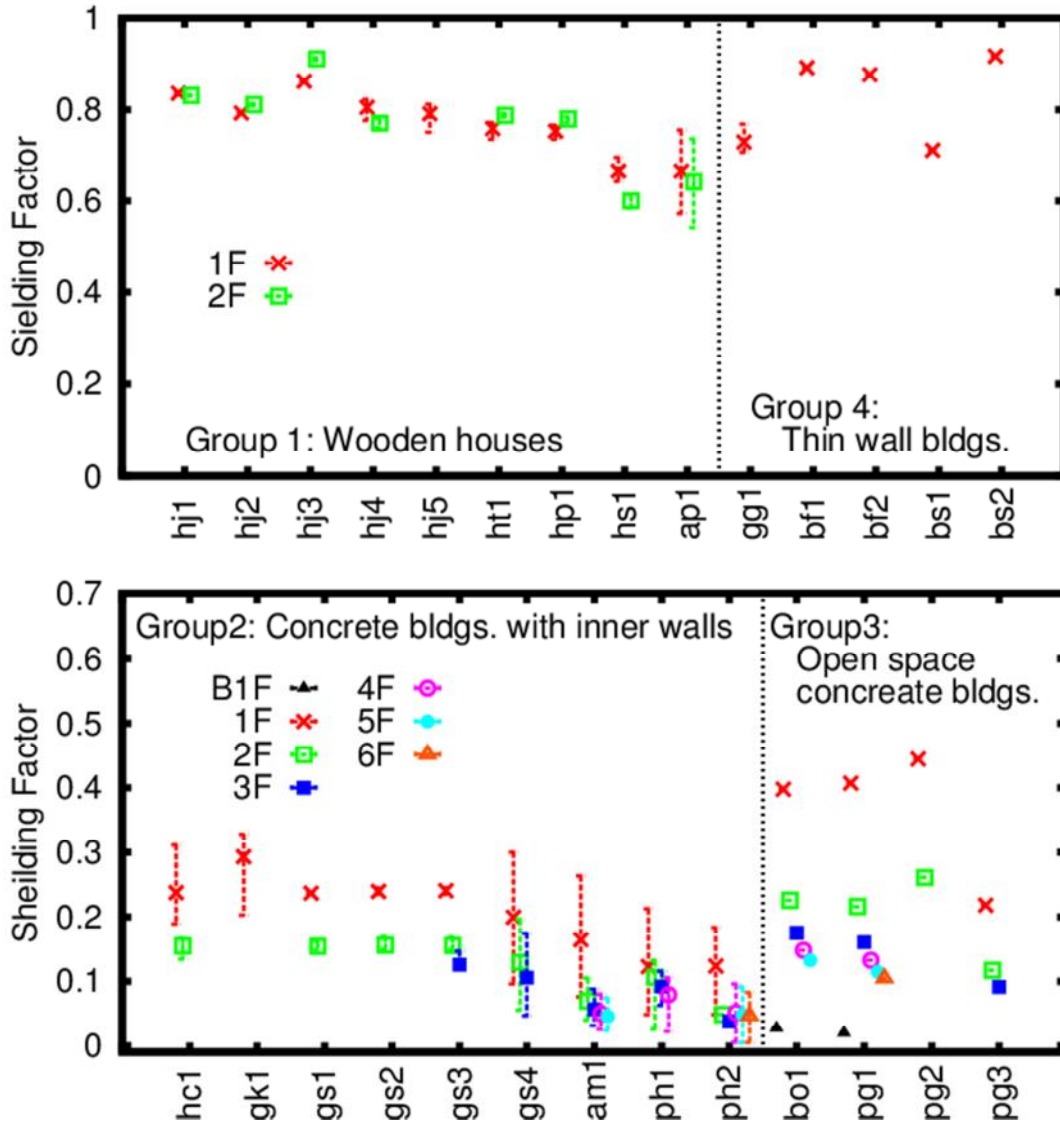 1
0.8
0.6
0.4
0.2
0
Sielding Factor
1F
2F
Group 1: Wooden houses
Group 4:
Thin wall bldgs.
hj1
hj2
hj3
hj4
hj5
ht1
hp1
hs1
ap1
gg1
bf1
bf2
bs1
bs2
0.7
0.6
0.5
0.4
0.3
0.2
0.1
0
Sheilding Factor
Group2: Concrete bldgs. with inner walls
Group3:
Open space
concreate bldgs.
B1F
1F
2F
3F
4F
5F
6F
hc1
gk1
gs1
gs2
gs3
gs4
am1
ph1
ph2
bo1
pg1
pg2
pg3